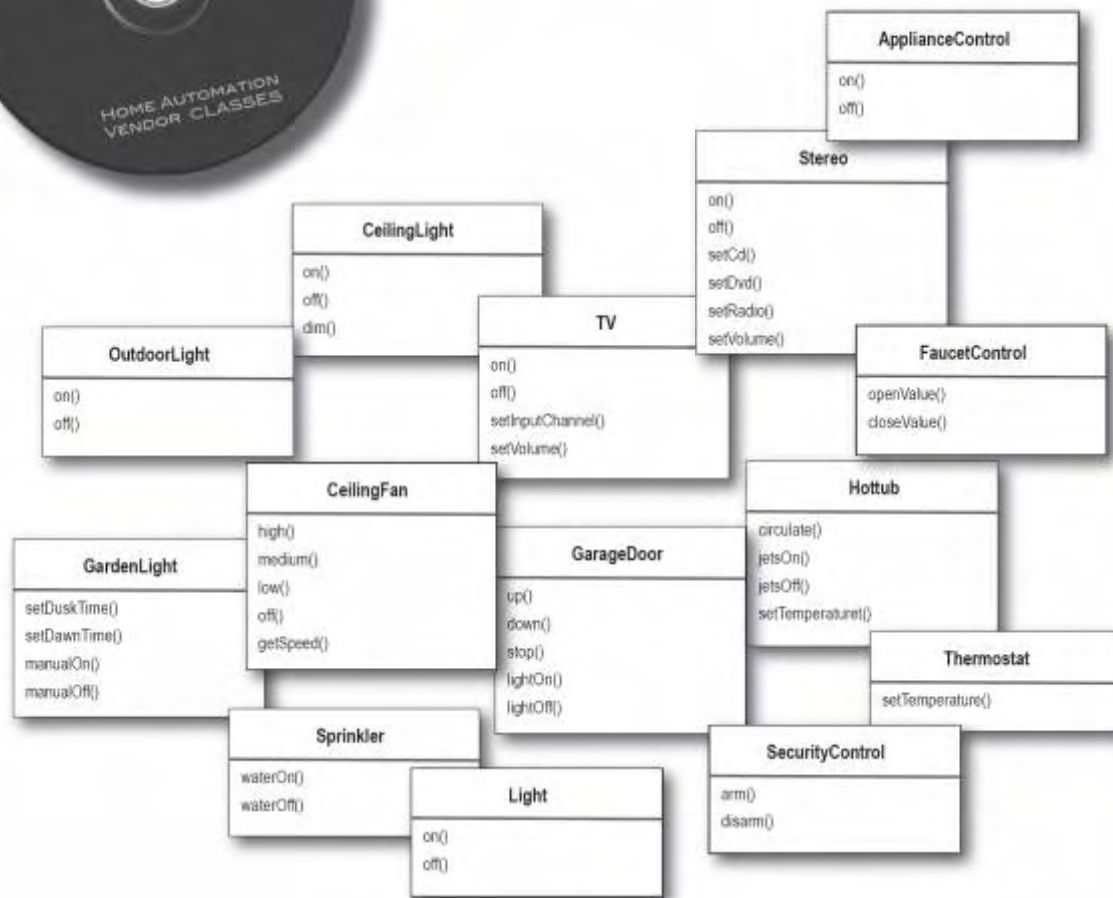 HOME AUTOMATION
VENDOR CLASSES
ApplianceControl
on()
off()
Stereo
on()
off()
setCd()
setDvd()
setRadio()
setVolume()
CeilingLight
on()
off()
dim()
TV
on()
off()
setInputChannel()
setVolume()
OutdoorLight
on()
off()
FaucetControl
openValue()
closeValue()
CeilingFan
high()
medium()
low()
off()
getSpeed()
Hottub
circulate()
jetsOn()
jetsOff()
setTemperaturet()
GardenLight
setDuskTime()
setDawnTime()
manualOn()
manualOff()
GarageDoor
up()
down()
stop()
lightOn()
lightOff()
Thermostat
setTemperature()
Sprinkler
waterOn()
waterOff()
Light
on()
off()
SecurityControl
arm()
disarm()